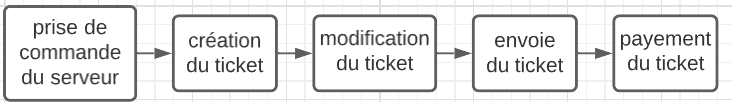 prise de
commande
du serveur
création
du ticket
modification
du ticket
envoie
du ticket
payement
du ticket